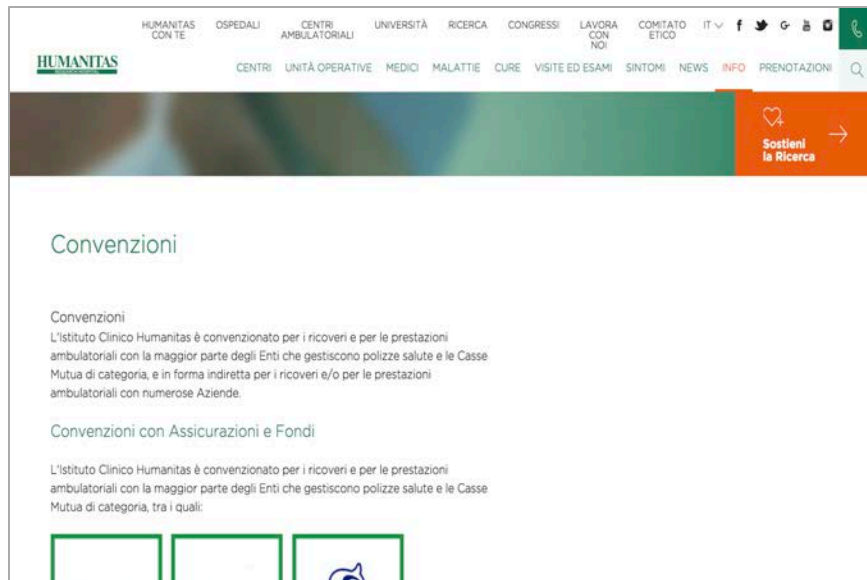 HUMANITAS CON TE
OSPEDALI
CENTRI AMBULATORIALI
UNIVERSITÀ
RICERCA
CONGRESSI
LAVORA CON NOI
COMITATO ETICO
IT
HUMANITAS
RESEARCH HOSPITAL
CENTRI
UNITÀ OPERATIVE
MEDICI
MALATTIE
CURE
VISITE ED ESAMI
SINTOMI
NEWS
INFO
PRENOTAZIONI
Sostieni
la Ricerca
Convenzioni
Convenzioni
L'Istituto Clinico Humanitas è convenzionato per i ricoveri e per le prestazioni
ambulatoriali con la maggior parte degli Enti che gestiscono polizze salute e le Casse
Mutua di categoria, e in forma indiretta per i ricoveri e/o per le prestazioni
ambulatoriali con numerose Aziende.
Convenzioni con Assicurazioni e Fondi
L'Istituto Clinico Humanitas è convenzionato per i ricoveri e per le prestazioni
ambulatoriali con la maggior parte degli Enti che gestiscono polizze salute e le Casse
Mutua di categoria, tra i quali: